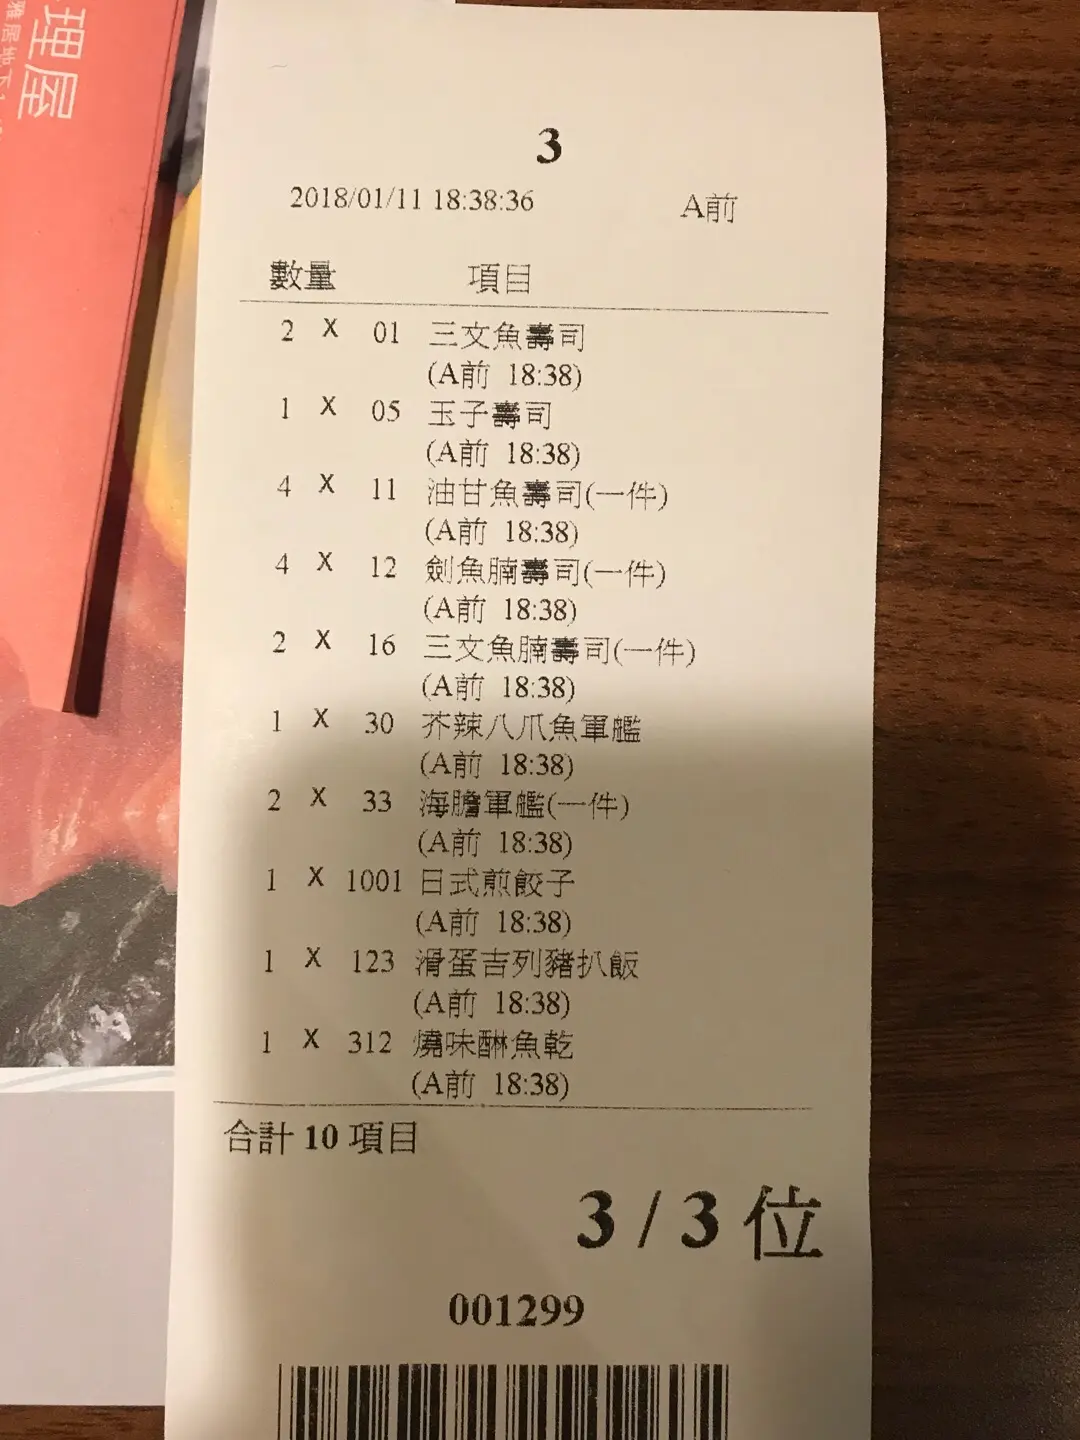 理屋
雅居地下
3
2018/01/11 18:38:36 A前
數量 項目
2 X 01 三文魚壽司
(A前 18:38)
1 X 05 玉子壽司
(A前 18:38)
4 X 11 油甘魚壽司(一件)
(A前 18:38)
4 X 12 劍魚腩壽司(一件)
(A前 18:38)
2 X 16 三文魚腩壽司(一件)
(A前 18:38)
1 X 30 芥辣八爪魚軍艦
(A前 18:38)
2 X 33 海膽軍艦(一件)
(A前 18:38)
1 X 1001 日式煎餃子
(A前 18:38)
1 X 123 滑蛋吉列豬扒飯
(A前 18:38)
1 X 312 燒味醂魚乾
(A前 18:38)
合計 10 項目
3 / 3 位
001299